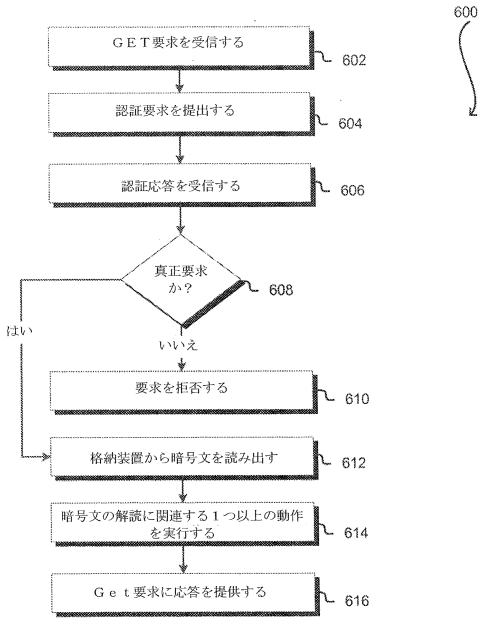 600
GET要求を受信する
602
認証要求を提出する
604
認証応答を受信する
606
真正要求
か？
608
はい
いいえ
要求を拒否する
610
格納装置から暗号文を読み出す
612
暗号文の解読に関連する１つ以上の動作
を実行する
614
Get要求に応答を提供する
616